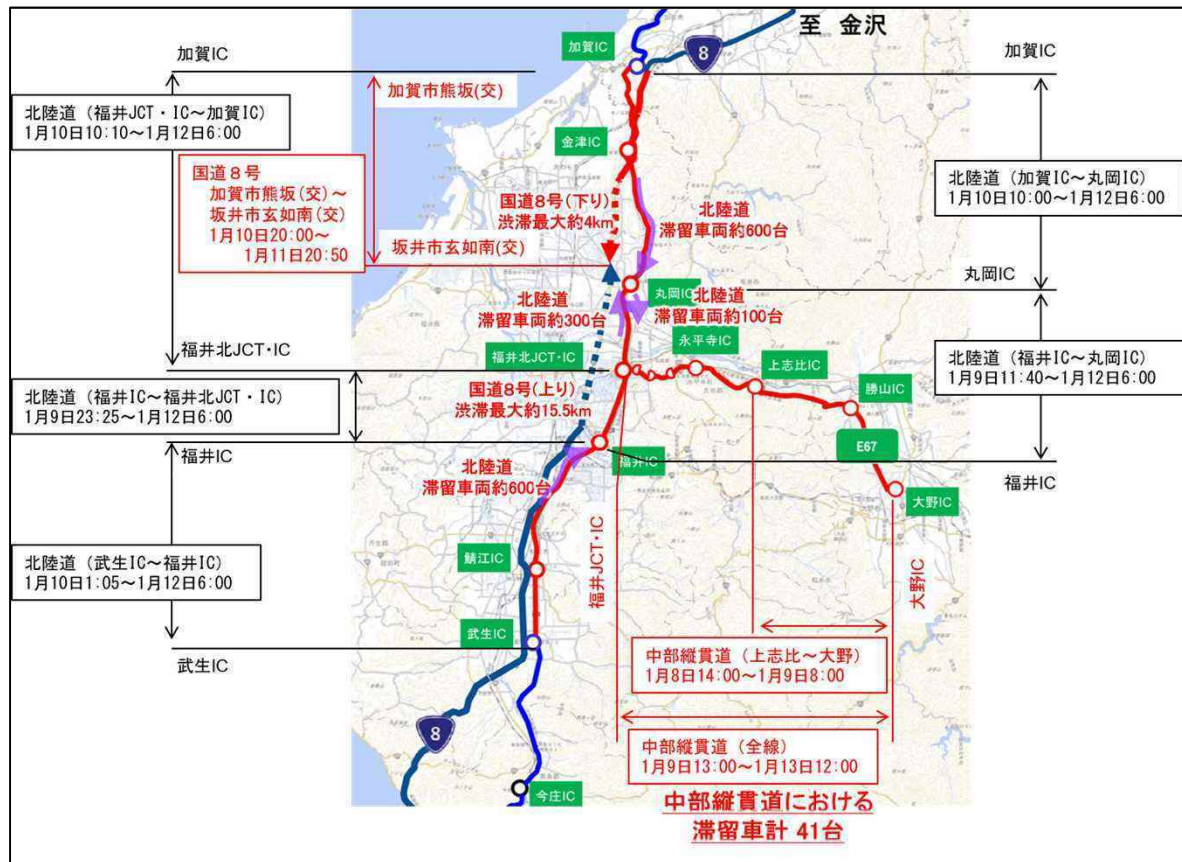 至 金沢
8
加賀IC
加賀IC
加賀IC
北陸道（福井JCT・IC～加賀IC）
1月10日10:10～1月12日6:00
加賀市熊坂(交)
金津IC
国道８号
加賀市熊坂(交)～
坂井市玄如南(交)
1月10日20:00～
1月11日20:50
国道8号(下り)
渋滞最大約4km
北陸道
滞留車両約600台
北陸道（加賀IC～丸岡IC）
1月10日10:00～1月12日6:00
坂井市玄如南(交)
丸岡IC
丸岡IC
北陸道
滞留車両約300台
北陸道
滞留車両約100台
永平寺IC
福井北JCT・IC
福井北JCT・IC
上志比IC
勝山IC
北陸道（福井IC～丸岡IC）
1月9日11:40～1月12日6:00
北陸道（福井IC～福井北JCT・IC）
1月9日23:25～1月12日6:00
国道8号(上り)
渋滞最大約15.5km
E67
福井IC
福井IC
福井IC
北陸道
滞留車両約600台
大野IC
北陸道（武生IC～福井IC）
1月10日1:05～1月12日6:00
鯖江IC
福井JCT・IC
大野IC
武生IC
武生IC
中部縦貫道（上志比～大野）
1月8日14:00～1月9日8:00
8
中部縦貫道（全線）
1月9日13:00～1月13日12:00
今庄IC
中部縦貫道における
滞留車計 41台